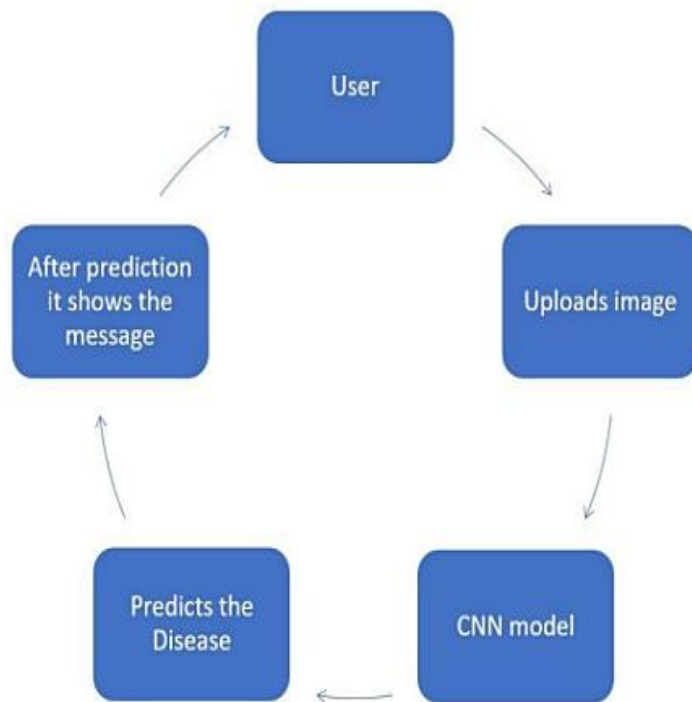 User
Uploads image
CNN model
Predicts the
Disease
After prediction
it shows the
message